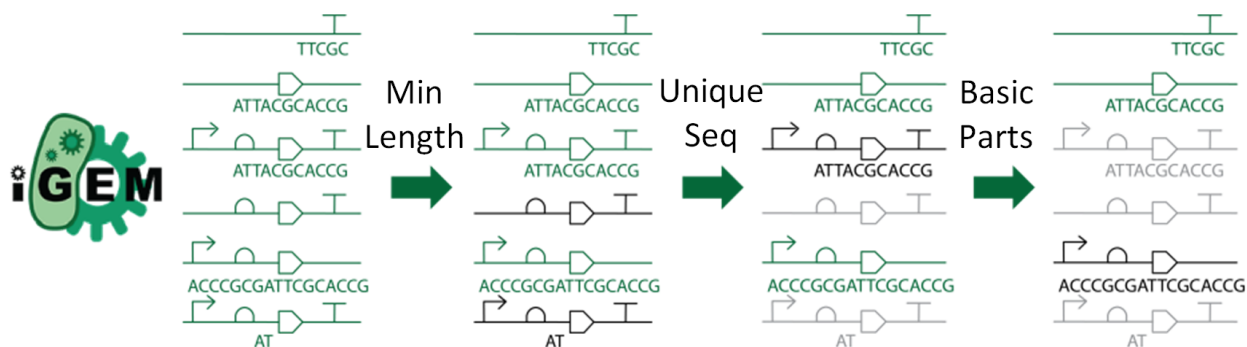 iGEM
TTCGC
ATTACGCACCG
ATTACGCACCG
ACCCGCGATTCGCACCG
AT
Min
Length
TTCGC
ATTACGCACCG
ATTACGCACCG
ACCCGCGATTCGCACCG
AT
Unique
Seq
TTCGC
ATTACGCACCG
ATTACGCACCG
ACCCGCGATTCGCACCG
AT
Basic
Parts
TTCGC
ATTACGCACCG
ATTACGCACCG
ACCCGCGATTCGCACCG
AT